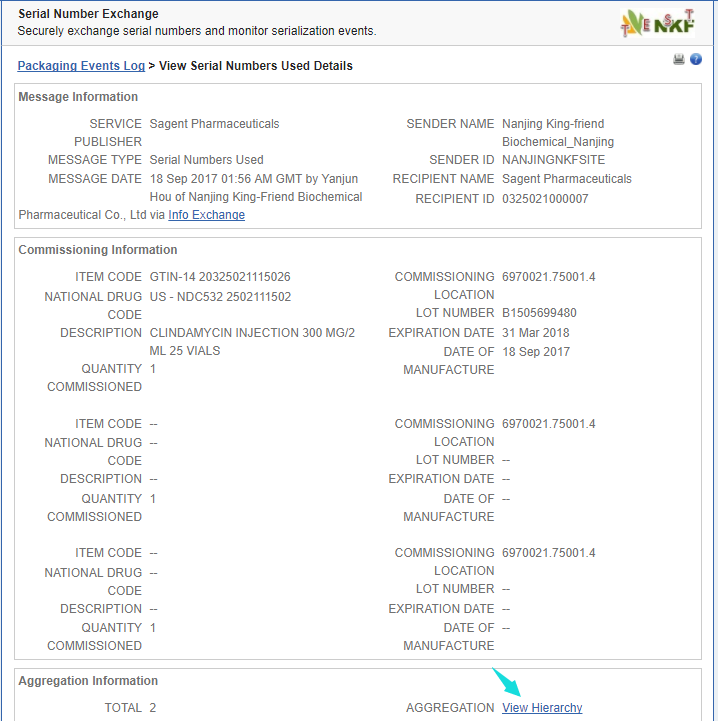 Serial Number Exchange
Securely exchange serial numbers and monitor serialization events.
NKF
Packaging Events Log > View Serial Numbers Used Details
Message Information
SERVICE PUBLISHER Sagent Pharmaceuticals
MESSAGE TYPE Serial Numbers Used
MESSAGE DATE 18 Sep 2017 01:56 AM GMT by Yanjun
Hou of Nanjing King-Friend Biochemical
Pharmaceutical Co., Ltd via Info Exchange
SENDER NAME Nanjing King-friend
Biochemical_Nanjing
SENDER ID NANJINGNKFSITE
RECIPIENT NAME Sagent Pharmaceuticals
RECIPIENT ID 0325021000007
Commissioning Information
ITEM CODE GTIN-14 20325021115026
NATIONAL DRUG CODE US - NDC532 2502111502
DESCRIPTION CLINDAMYCIN INJECTION 300 MG/2
ML 25 VIALS
QUANTITY COMMISSIONED 1
COMMISSIONING LOCATION 6970021.75001.4
LOT NUMBER B1505699480
EXPIRATION DATE 31 Mar 2018
DATE OF MANUFACTURE 18 Sep 2017
ITEM CODE --
NATIONAL DRUG CODE --
DESCRIPTION --
QUANTITY COMMISSIONED 1
COMMISSIONING LOCATION 6970021.75001.4
LOT NUMBER --
EXPIRATION DATE --
DATE OF MANUFACTURE --
ITEM CODE --
NATIONAL DRUG CODE --
DESCRIPTION --
QUANTITY COMMISSIONED 1
COMMISSIONING LOCATION 6970021.75001.4
LOT NUMBER --
EXPIRATION DATE --
DATE OF MANUFACTURE --
Aggregation Information
TOTAL 2
AGGREGATION View Hierarchy